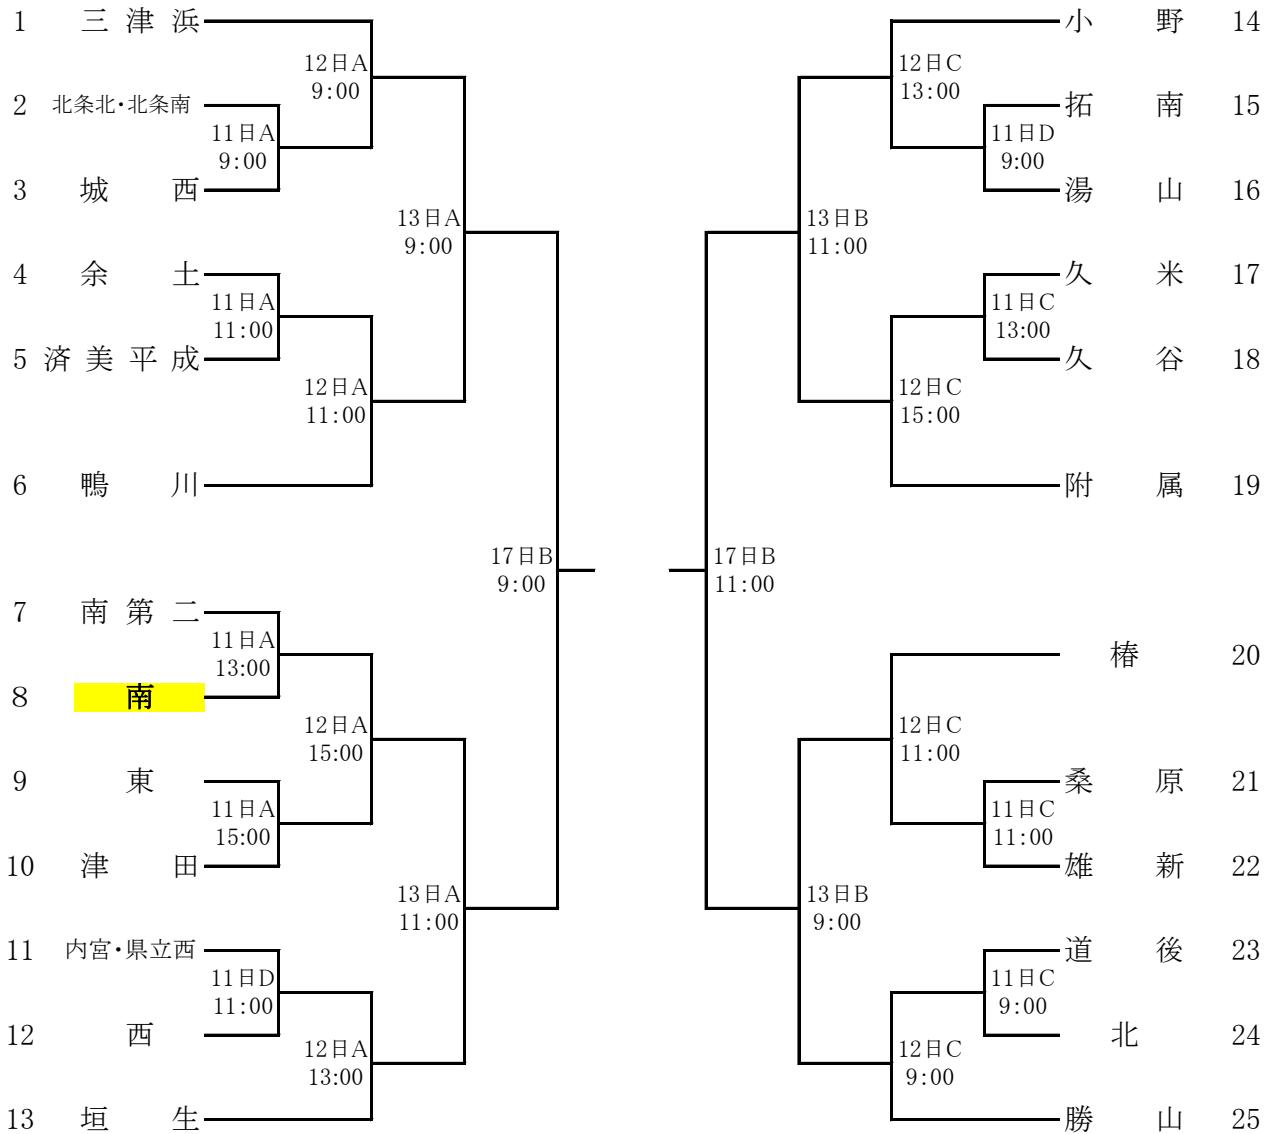 1 三津浜
12日A
9:00
2 北条北・北条南
11日A
9:00
3 城西
13日A
9:00
4 余土
11日A
11:00
5 済美平成
12日A
11:00
6 鴨川
17日B
9:00
7 南第二
11日A
13:00
8 南
12日A
15:00
9 東
11日A
15:00
10 津田
13日A
11:00
11 内宮・県立西
11日D
11:00
12 西
12日A
13:00
13 垣生
小野 14
12日C
13:00
拓南 15
11日D
9:00
湯山 16
13日B
11:00
久米 17
11日C
13:00
久谷 18
12日C
15:00
附属 19
17日B
11:00
椿 20
12日C
11:00
桑原 21
11日C
11:00
雄新 22
13日B
9:00
道後 23
11日C
9:00
北 24
12日C
9:00
勝山 25